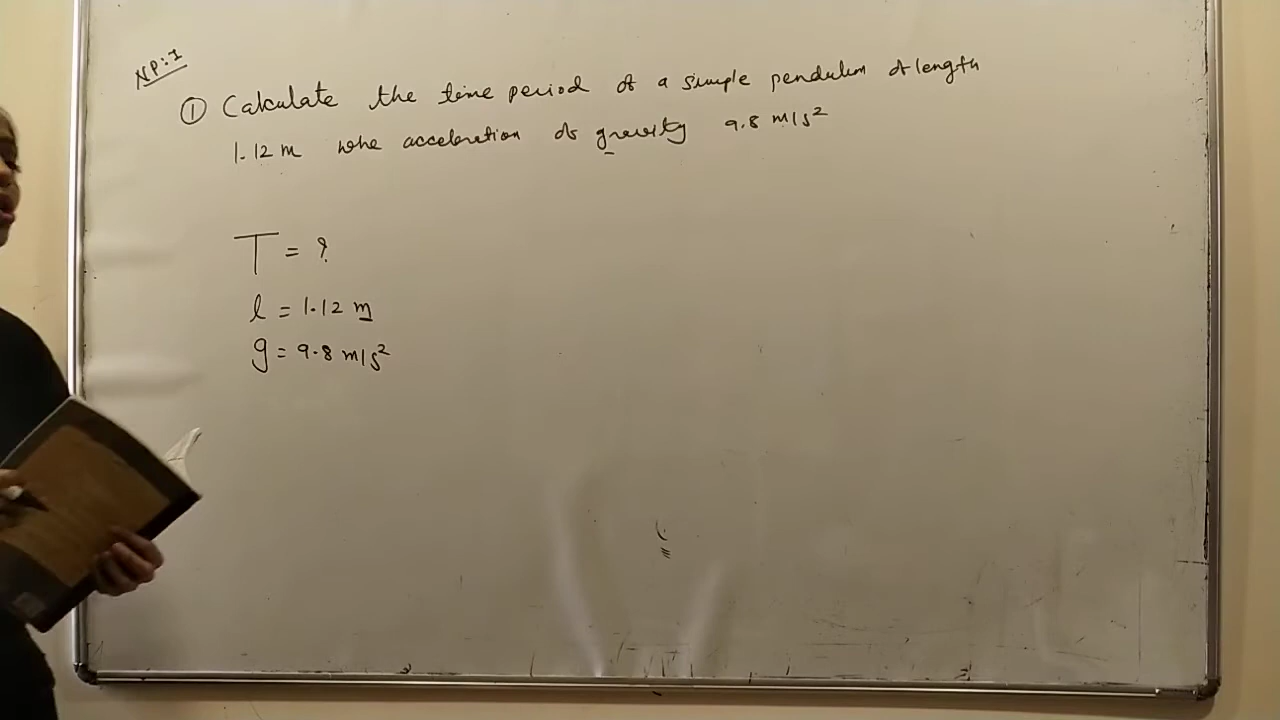 NP:1
① Calculate the time period of a simple pendulum of length
1.12 m whe acceleration of gravity 9.8 m/s²
T = ?
l = 1.12 m
g = 9.8 m/s²